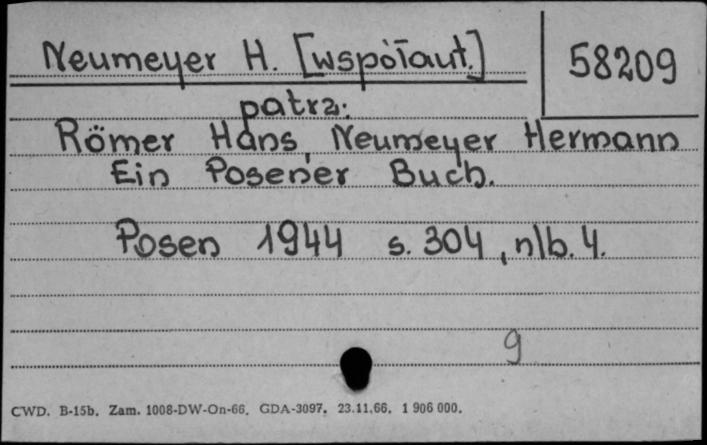 Neumeyer H. [współaut.]
58209
patrz:
Römer Hans, Neumeyer Hermann
Ein Posener Buch.
Posen 1944 s. 304, nlb. 4.
9
CWD. B-15b. Zam. 1008-DW-On-66. GDA-3097. 23.11.66. 1 906 000.